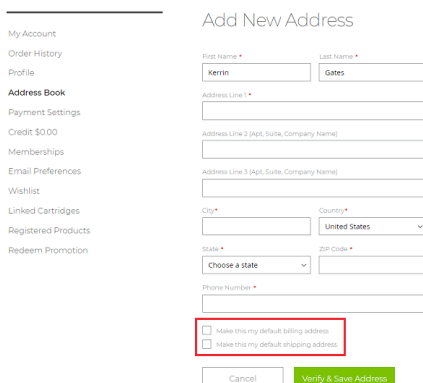 Add New Address
My Account
Order History
Profile
Address Book
Payment Settings
Credit $0.00
Memberships
Email Preferences
Wishlist
Linked Cartridges
Registered Products
Redeem Promotion
First Name *
Last Name *
Kerrin
Gates
Address Line 1 *
Address Line 2 (Apt, Suite, Company Name)
Address Line 3 (Apt, Suite, Company Name)
City*
Country*
United States
State *
ZIP Code *
Choose a state
Phone Number *
Make this my default billing address
Make this my default shipping address
Cancel
Verify & Save Address